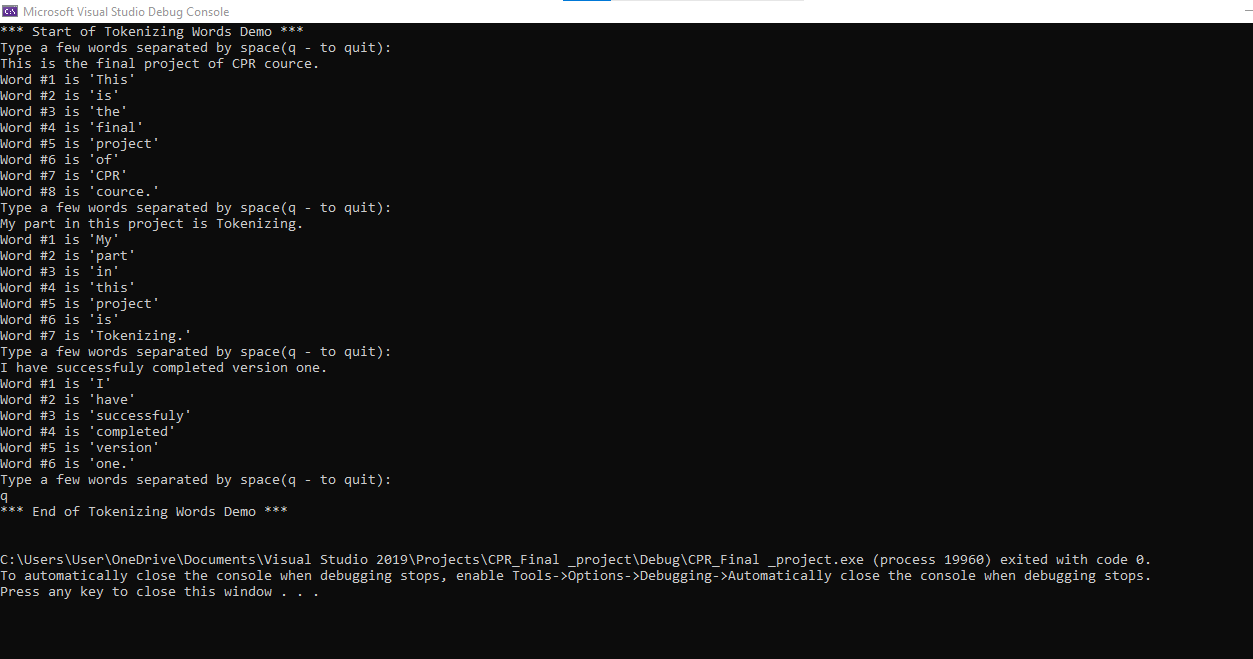 Microsoft Visual Studio Debug Console
*** Start of Tokenizing Words Demo ***
Type a few words separated by space(q - to quit):
This is the final project of CPR cource.
Word #1 is 'This'
Word #2 is 'is'
Word #3 is 'the'
Word #4 is 'final'
Word #5 is 'project'
Word #6 is 'of'
Word #7 is 'CPR'
Word #8 is 'cource.'
Type a few words separated by space(q - to quit):
My part in this project is Tokenizing.
Word #1 is 'My'
Word #2 is 'part'
Word #3 is 'in'
Word #4 is 'this'
Word #5 is 'project'
Word #6 is 'is'
Word #7 is 'Tokenizing.'
Type a few words separated by space(q - to quit):
I have successfuly completed version one.
Word #1 is 'I'
Word #2 is 'have'
Word #3 is 'successfuly'
Word #4 is 'completed'
Word #5 is 'version'
Word #6 is 'one.'
Type a few words separated by space(q - to quit):
q
*** End of Tokenizing Words Demo ***
C:\Users\User\OneDrive\Documents\Visual Studio 2019\Projects\CPR_Final _project\Debug\CPR_Final _project.exe (process 19960) exited with code 0.
To automatically close the console when debugging stops, enable Tools->Options->Debugging->Automatically close the console when debugging stops.
Press any key to close this window . . .